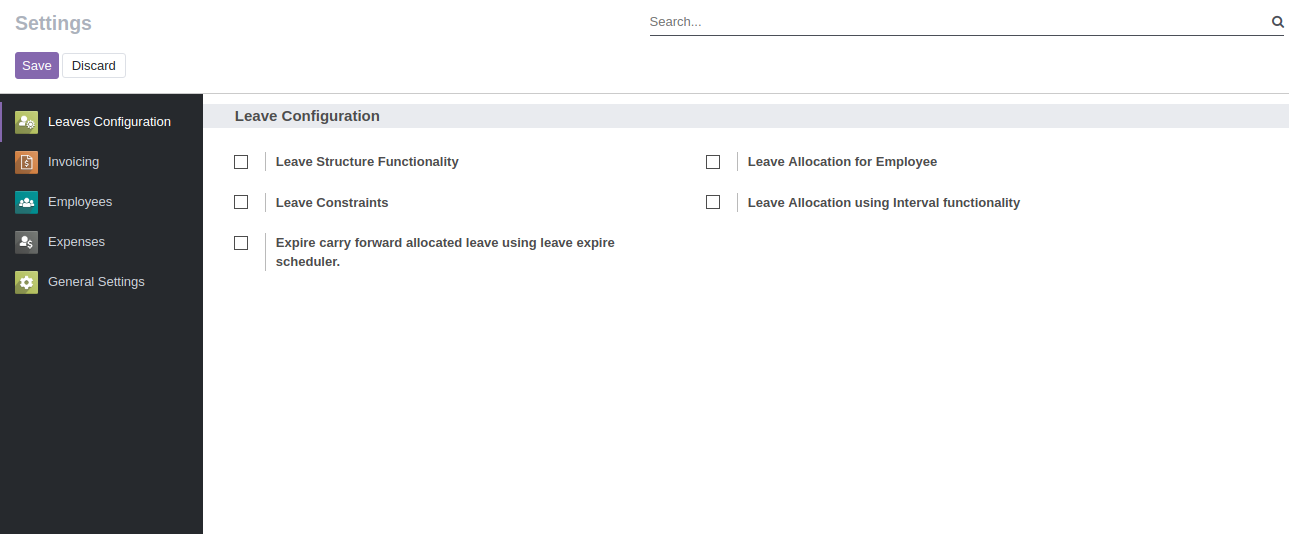 Settings
Search...
Save
Discard
Leaves Configuration
Invoicing
Employees
Expenses
General Settings
Leave Configuration
Leave Structure Functionality
Leave Allocation for Employee
Leave Constraints
Leave Allocation using Interval functionality
Expire carry forward allocated leave using leave expire
scheduler.